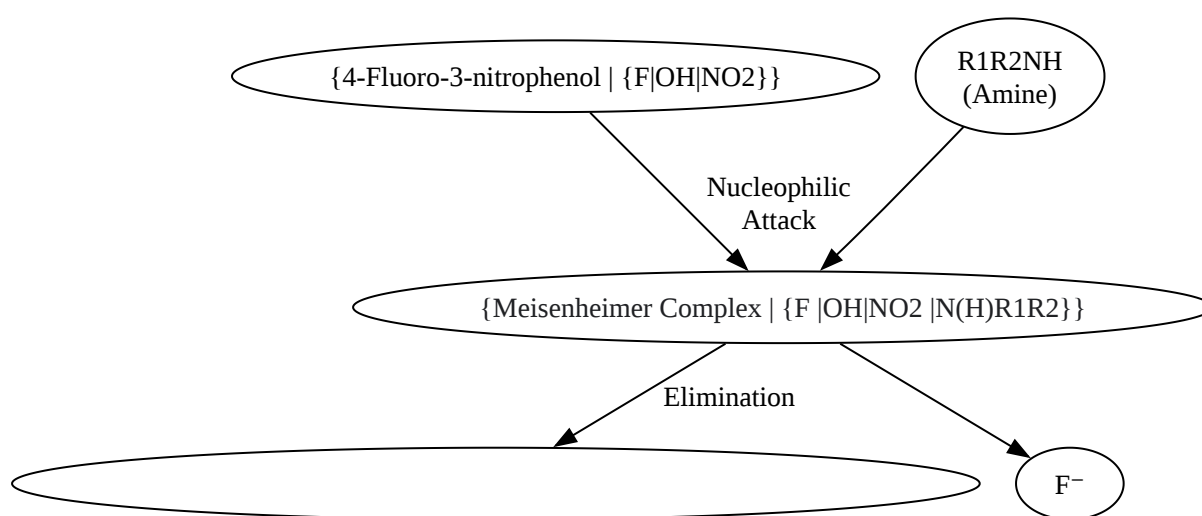 {4-Fluoro-3-nitrophenol | {F|OH|NO2}}
R1R2NH
(Amine)
Nucleophilic
Attack
{Meisenheimer Complex | {F |OH|NO2 |N(H)R1R2}}
Elimination
F⁻